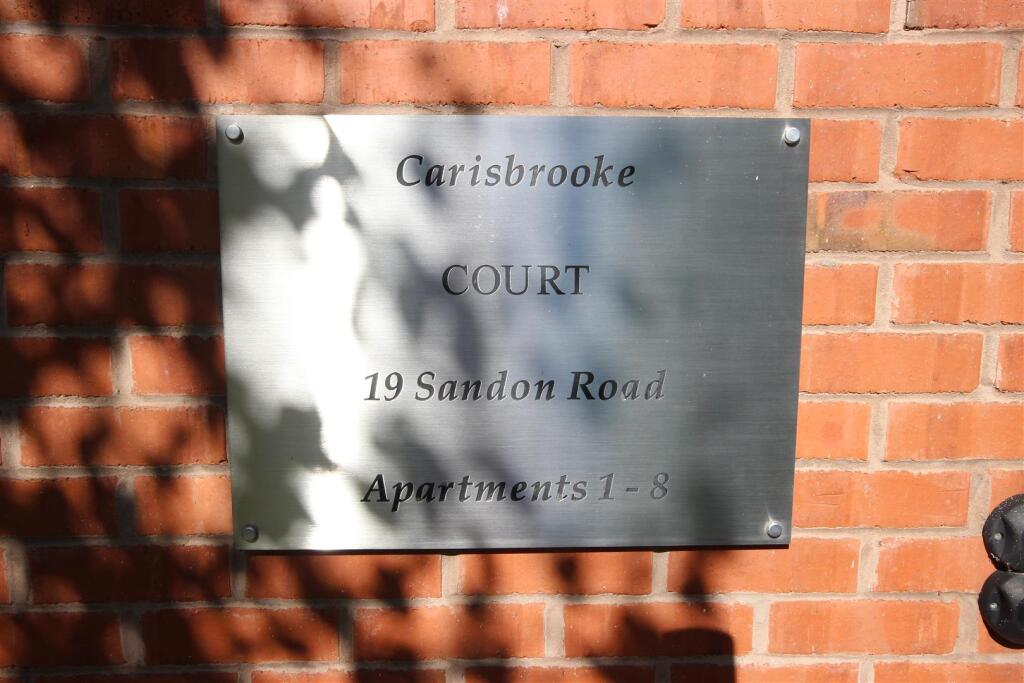 Carisbrooke
COURT
19 Sandon Road
Apartments 1 - 8